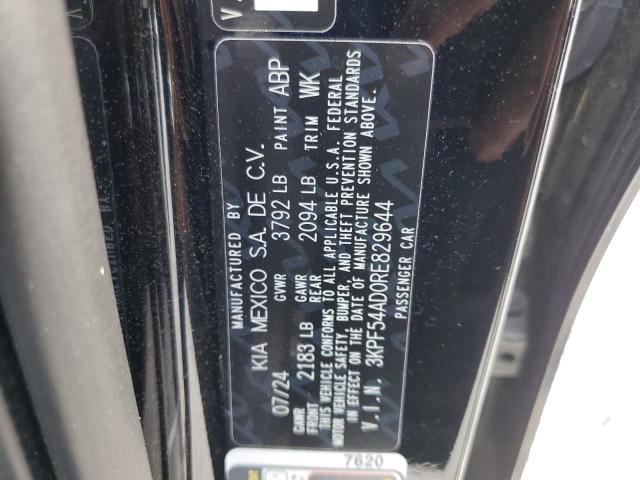 MANUFACTURED BY
KIA MEXICO S.A. DE C.V.
07/24 GVWR 3792 LB PAINT ABP
GAWR FRONT 2183 LB GAWR REAR 2094 LB TRIM WK
THIS VEHICLE CONFORMS TO ALL APPLICABLE U.S.A. FEDERAL
MOTOR VEHICLE SAFETY, BUMPER, AND THEFT PREVENTION STANDARDS
IN EFFECT ON THE DATE OF MANUFACTURE SHOWN ABOVE.
V.I.N. 3KPF54AD0RE829644
PASSENGER CAR
7620